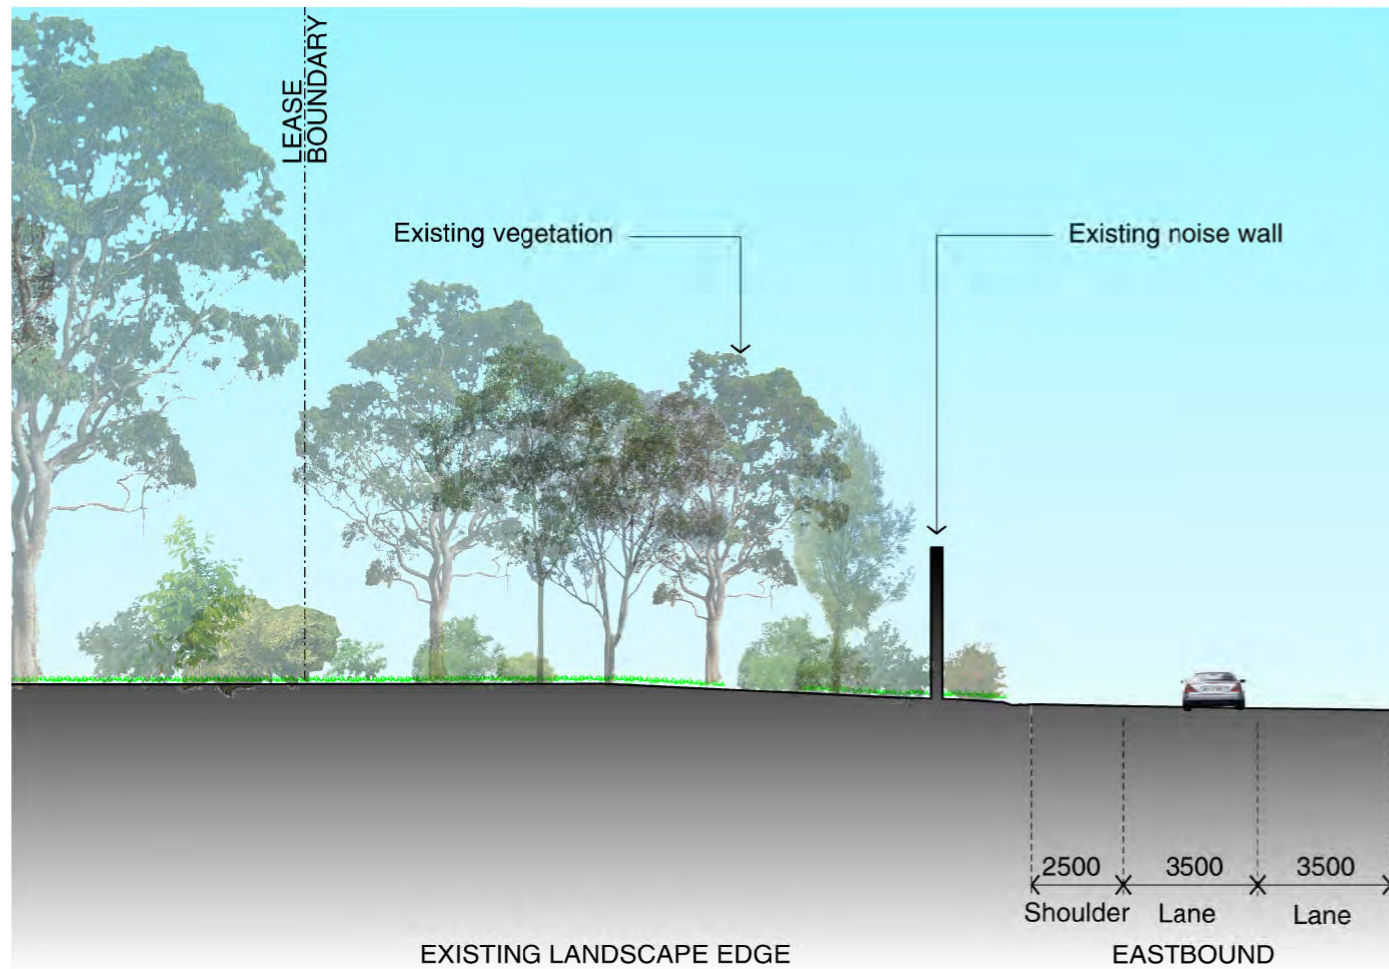 LEASE
BOUNDARY
Existing vegetation
Existing noise wall
2500
3500
3500
Shoulder
Lane
Lane
EXISTING LANDSCAPE EDGE
EASTBOUND